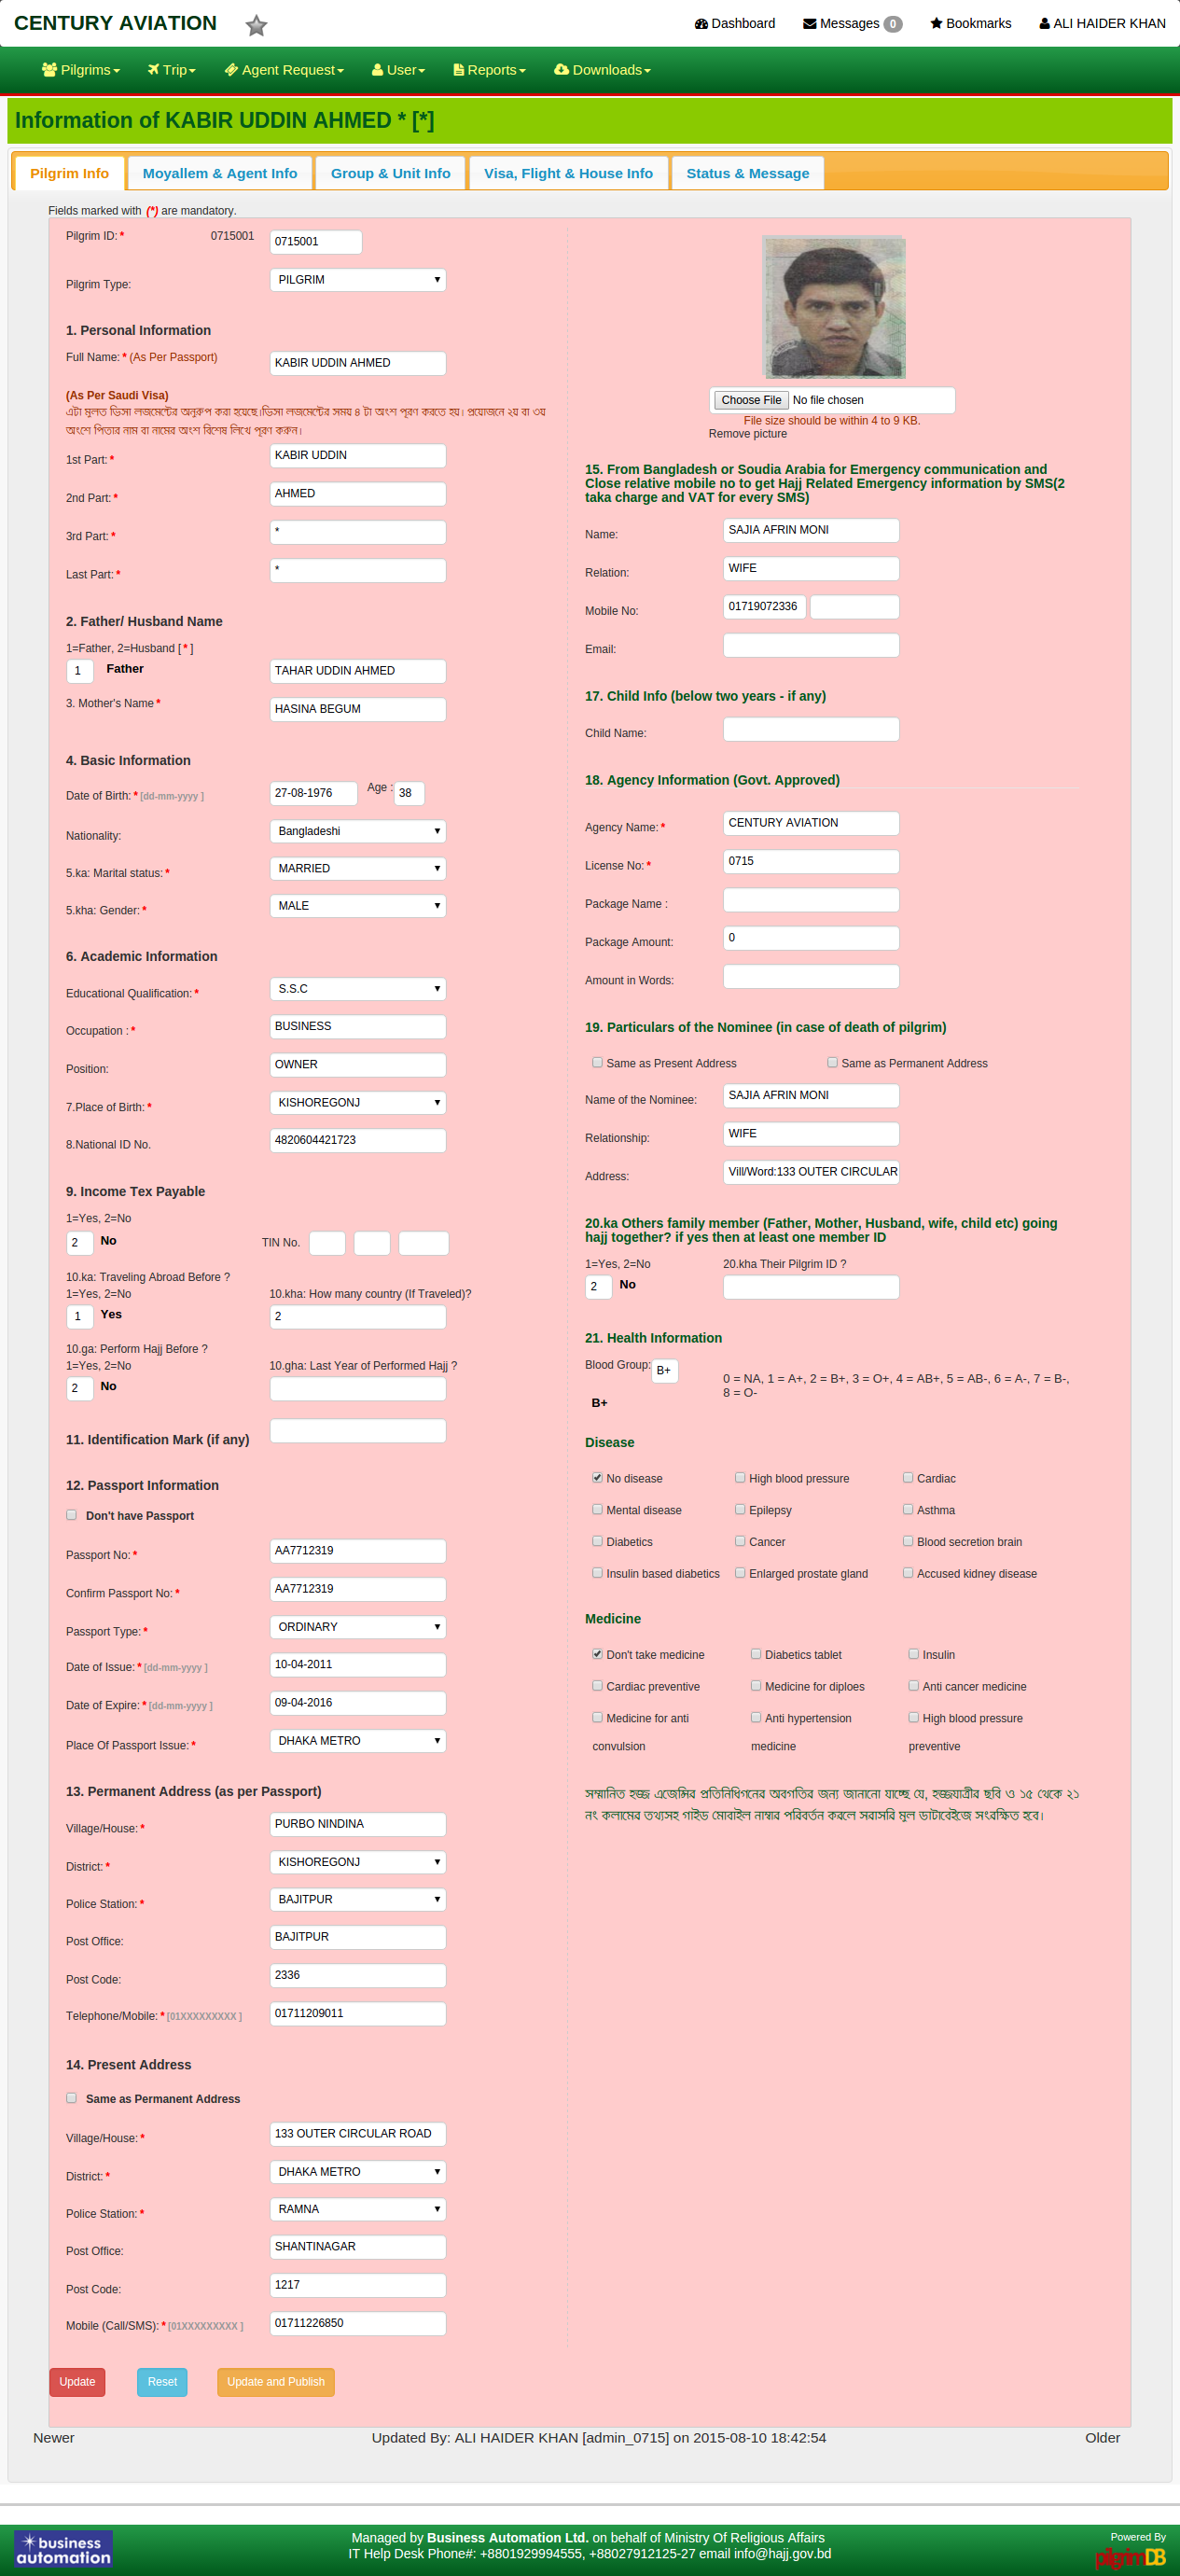 CENTURY AVIATION
Dashboard Messages 0 Bookmarks ALI HAIDER KHAN
Pilgrims Trip Agent Request User Reports Downloads
Information of KABIR UDDIN AHMED * [*]
Pilgrim Info Moyallem & Agent Info Group & Unit Info Visa, Flight & House Info Status & Message
Fields marked with (*) are mandatory.
Pilgrim ID: * 0715001 0715001
Pilgrim Type: PILGRIM
1. Personal Information
Full Name: * (As Per Passport) KABIR UDDIN AHMED
(As Per Saudi Visa)
এটা মূলত ভিসা লজমেন্টের অনুরুপ করা হয়েছে।ভিসা লজমেন্টের সময় ৪ টা অংশ পূরণ করতে হয়। প্রয়োজনে ২য় বা ৩য়
অংশে পিতার নাম বা নামের অংশ বিশেষ লিখে পূরণ করুন।
1st Part: * KABIR UDDIN
2nd Part: * AHMED
3rd Part: * *
Last Part: * *
2. Father/ Husband Name
1=Father, 2=Husband [ * ]
1 Father TAHAR UDDIN AHMED
3. Mother's Name * HASINA BEGUM
4. Basic Information
Date of Birth: * [dd-mm-yyyy ] 27-08-1976 Age : 38
Nationality: Bangladeshi
5.ka: Marital status: * MARRIED
5.kha: Gender: * MALE
6. Academic Information
Educational Qualification: * S.S.C
Occupation : * BUSINESS
Position: OWNER
7.Place of Birth: * KISHOREGONJ
8.National ID No. 4820604421723
9. Income Tex Payable
1=Yes, 2=No
2 No TIN No.
10.ka: Traveling Abroad Before ?
1=Yes, 2=No 10.kha: How many country (If Traveled)?
1 Yes 2
10.ga: Perform Hajj Before ?
1=Yes, 2=No 10.gha: Last Year of Performed Hajj ?
2 No
11. Identification Mark (if any)
12. Passport Information
Don't have Passport
Passport No: * AA7712319
Confirm Passport No: * AA7712319
Passport Type: * ORDINARY
Date of Issue: * [dd-mm-yyyy ] 10-04-2011
Date of Expire: * [dd-mm-yyyy ] 09-04-2016
Place Of Passport Issue: * DHAKA METRO
13. Permanent Address (as per Passport)
Village/House: * PURBO NINDINA
District: * KISHOREGONJ
Police Station: * BAJITPUR
Post Office: BAJITPUR
Post Code: 2336
Telephone/Mobile: * [01XXXXXXXXX ] 01711209011
14. Present Address
Same as Permanent Address
Village/House: * 133 OUTER CIRCULAR ROAD
District: * DHAKA METRO
Police Station: * RAMNA
Post Office: SHANTINAGAR
Post Code: 1217
Mobile (Call/SMS): * [01XXXXXXXXX ] 01711226850
Update Reset Update and Publish
Choose File No file chosen
File size should be within 4 to 9 KB.
Remove picture
15. From Bangladesh or Soudia Arabia for Emergency communication and
Close relative mobile no to get Hajj Related Emergency information by SMS(2
taka charge and VAT for every SMS)
Name: SAJIA AFRIN MONI
Relation: WIFE
Mobile No: 01719072336
Email:
17. Child Info (below two years - if any)
Child Name:
18. Agency Information (Govt. Approved)
Agency Name: * CENTURY AVIATION
License No: * 0715
Package Name :
Package Amount: 0
Amount in Words:
19. Particulars of the Nominee (in case of death of pilgrim)
Same as Present Address Same as Permanent Address
Name of the Nominee: SAJIA AFRIN MONI
Relationship: WIFE
Address: Vill/Word:133 OUTER CIRCULAR
20.ka Others family member (Father, Mother, Husband, wife, child etc) going
hajj together? if yes then at least one member ID
1=Yes, 2=No 20.kha Their Pilgrim ID ?
2 No
21. Health Information
Blood Group: B+
0 = NA, 1 = A+, 2 = B+, 3 = O+, 4 = AB+, 5 = AB-, 6 = A-, 7 = B-,
8 = O-
B+
Disease
No disease High blood pressure Cardiac
Mental disease Epilepsy Asthma
Diabetics Cancer Blood secretion brain
Insulin based diabetics Enlarged prostate gland Accused kidney disease
Medicine
Don't take medicine Diabetics tablet Insulin
Cardiac preventive Medicine for diploes Anti cancer medicine
Medicine for anti Anti hypertension High blood pressure
convulsion medicine preventive
সম্মানিত হজ্জ এজেন্সির প্রতিনিধিগনের অবগতির জন্য জানানো যাচ্ছে যে, হজ্জযাত্রীর ছবি ও ১৫ থেকে ২১
নং কলামের তথ্যসহ গাইড মোবাইল নাম্বার পরিবর্তন করলে সরাসরি মুল ডাটাবেইজে সংরক্ষিত হবে।
Newer Updated By: ALI HAIDER KHAN [admin_0715] on 2015-08-10 18:42:54 Older
business
automation
Managed by Business Automation Ltd. on behalf of Ministry Of Religious Affairs
IT Help Desk Phone#: +8801929994555, +88027912125-27 email info@hajj.gov.bd
Powered By
pilgrimDB